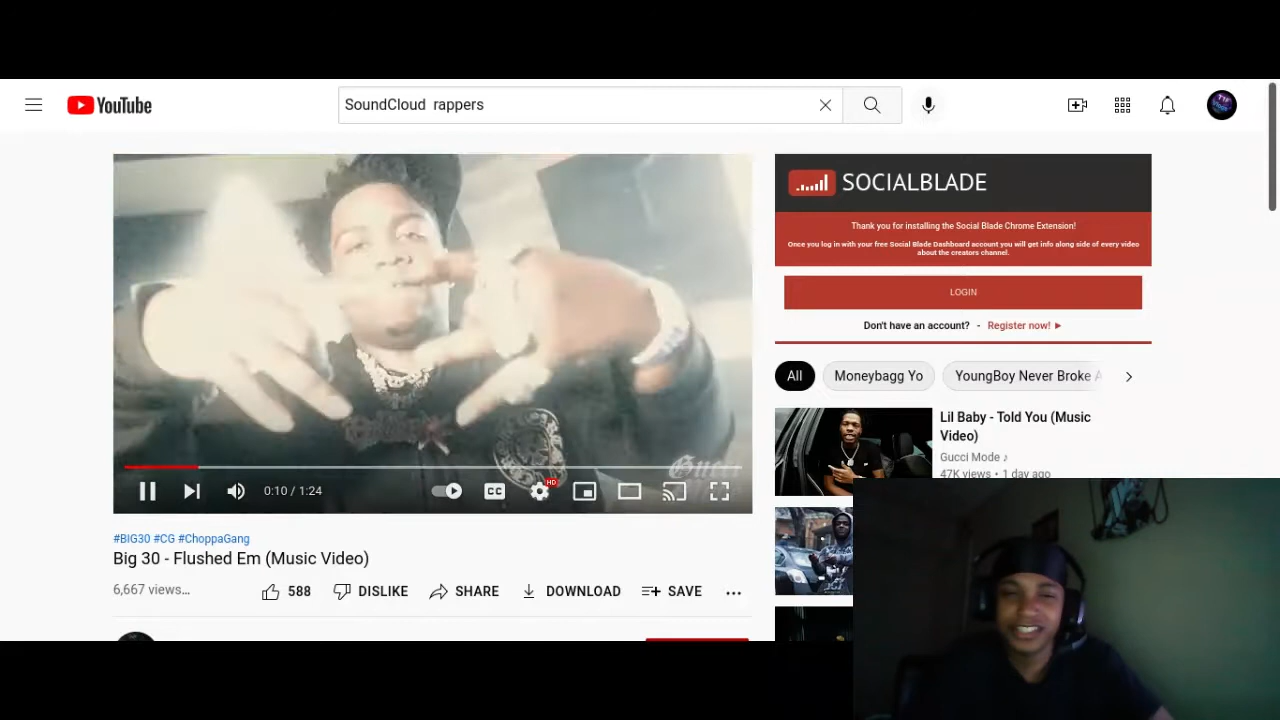 YouTube
SoundCloud  rappers
SOCIALBLADE
Thank you for installing the Social Blade Chrome Extension!
Once you log in with your free Social Blade Dashboard account you will get info along side of every video
about the creators channel.
LOGIN
Don't have an account? - Register now! ►
All
Moneybagg Yo
YoungBoy Never Broke A
Lil Baby - Told You (Music
Video)
Gucci Mode ♪
47K views • 1 day ago
Gucci
HD
0:10 / 1:24
CC
#BIG30 #CG #ChoppaGang
Big 30 - Flushed Em (Music Video)
6,667 views...
588
DISLIKE
SHARE
DOWNLOAD
SAVE